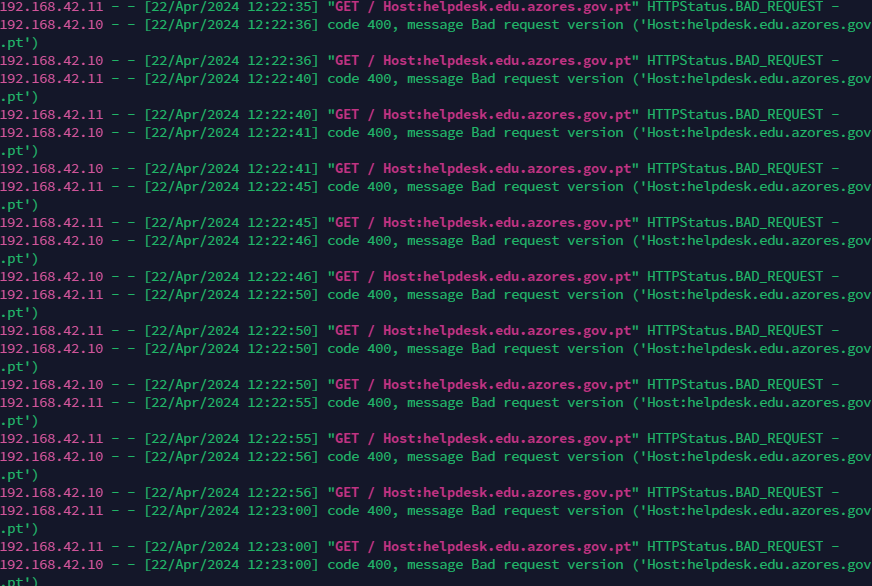 192.168.42.11 - - [22/Apr/2024 12:22:35] "GET / Host:helpdesk.edu.azores.gov.pt" HTTPStatus.BAD_REQUEST -
192.168.42.10 - - [22/Apr/2024 12:22:36] code 400, message Bad request version ('Host:helpdesk.edu.azores.gov
.pt')
192.168.42.10 - - [22/Apr/2024 12:22:36] "GET / Host:helpdesk.edu.azores.gov.pt" HTTPStatus.BAD_REQUEST -
192.168.42.11 - - [22/Apr/2024 12:22:40] code 400, message Bad request version ('Host:helpdesk.edu.azores.gov
.pt')
192.168.42.11 - - [22/Apr/2024 12:22:40] "GET / Host:helpdesk.edu.azores.gov.pt" HTTPStatus.BAD_REQUEST -
192.168.42.10 - - [22/Apr/2024 12:22:41] code 400, message Bad request version ('Host:helpdesk.edu.azores.gov
.pt')
192.168.42.10 - - [22/Apr/2024 12:22:41] "GET / Host:helpdesk.edu.azores.gov.pt" HTTPStatus.BAD_REQUEST -
192.168.42.11 - - [22/Apr/2024 12:22:45] code 400, message Bad request version ('Host:helpdesk.edu.azores.gov
.pt')
192.168.42.11 - - [22/Apr/2024 12:22:45] "GET / Host:helpdesk.edu.azores.gov.pt" HTTPStatus.BAD_REQUEST -
192.168.42.10 - - [22/Apr/2024 12:22:46] code 400, message Bad request version ('Host:helpdesk.edu.azores.gov
.pt')
192.168.42.10 - - [22/Apr/2024 12:22:46] "GET / Host:helpdesk.edu.azores.gov.pt" HTTPStatus.BAD_REQUEST -
192.168.42.11 - - [22/Apr/2024 12:22:50] code 400, message Bad request version ('Host:helpdesk.edu.azores.gov
.pt')
192.168.42.11 - - [22/Apr/2024 12:22:50] "GET / Host:helpdesk.edu.azores.gov.pt" HTTPStatus.BAD_REQUEST -
192.168.42.10 - - [22/Apr/2024 12:22:50] code 400, message Bad request version ('Host:helpdesk.edu.azores.gov
.pt')
192.168.42.10 - - [22/Apr/2024 12:22:50] "GET / Host:helpdesk.edu.azores.gov.pt" HTTPStatus.BAD_REQUEST -
192.168.42.11 - - [22/Apr/2024 12:22:55] code 400, message Bad request version ('Host:helpdesk.edu.azores.gov
.pt')
192.168.42.11 - - [22/Apr/2024 12:22:55] "GET / Host:helpdesk.edu.azores.gov.pt" HTTPStatus.BAD_REQUEST -
192.168.42.10 - - [22/Apr/2024 12:22:56] code 400, message Bad request version ('Host:helpdesk.edu.azores.gov
.pt')
192.168.42.10 - - [22/Apr/2024 12:22:56] "GET / Host:helpdesk.edu.azores.gov.pt" HTTPStatus.BAD_REQUEST -
192.168.42.11 - - [22/Apr/2024 12:23:00] code 400, message Bad request version ('Host:helpdesk.edu.azores.gov
.pt')
192.168.42.11 - - [22/Apr/2024 12:23:00] "GET / Host:helpdesk.edu.azores.gov.pt" HTTPStatus.BAD_REQUEST -
192.168.42.10 - - [22/Apr/2024 12:23:00] code 400, message Bad request version ('Host:helpdesk.edu.azores.gov
.pt')